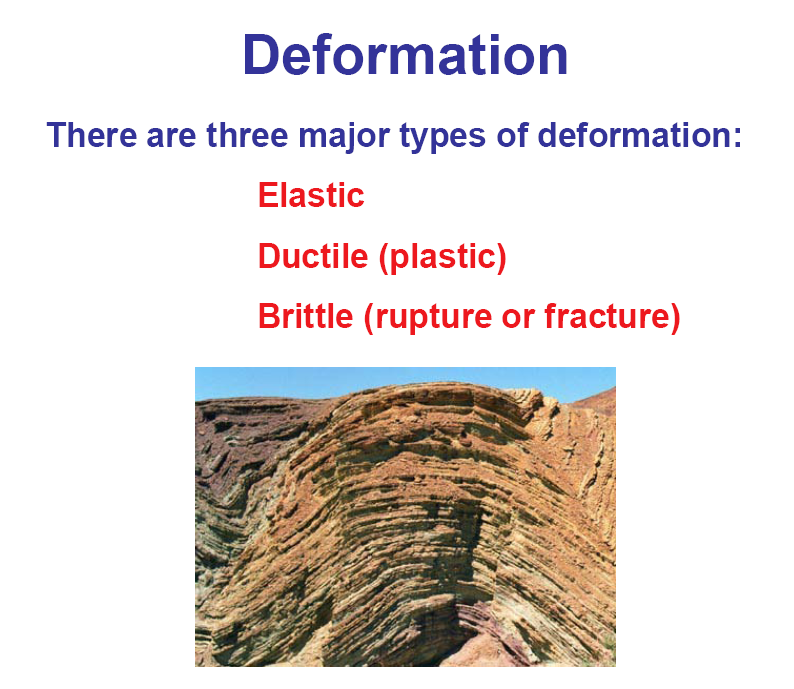 Deformation
There are three major types of deformation:
Elastic
Ductile (plastic)
Brittle (rupture or fracture)